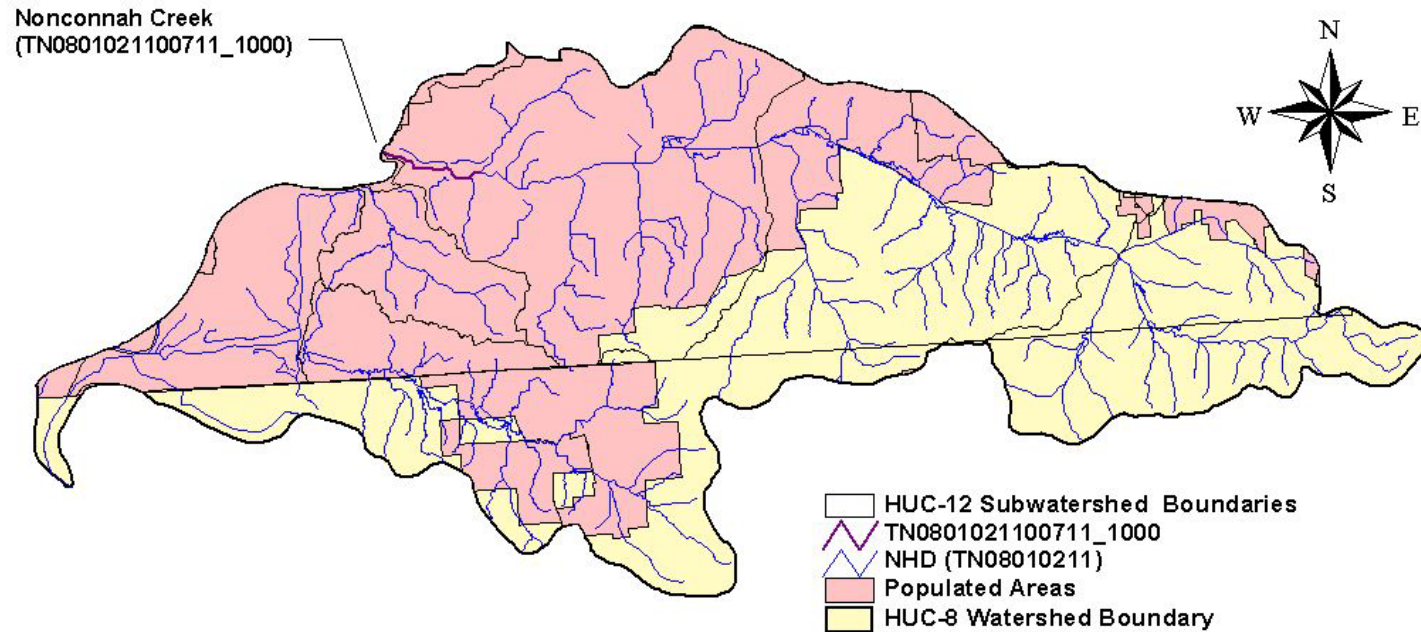 Nonconnah Creek
(TN0801021100711_1000)
N
W
E
S
HUC-12 Subwatershed Boundaries
TN0801021100711_1000
NHD (TN08010211)
Populated Areas
HUC-8 Watershed Boundary